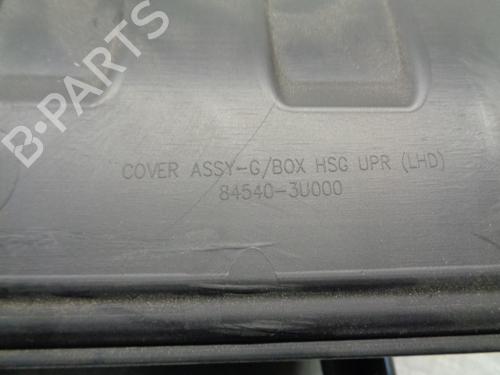 B-PARTS
COVER ASSY-G/BOX HSG UPR (LHD)
84540-3U000